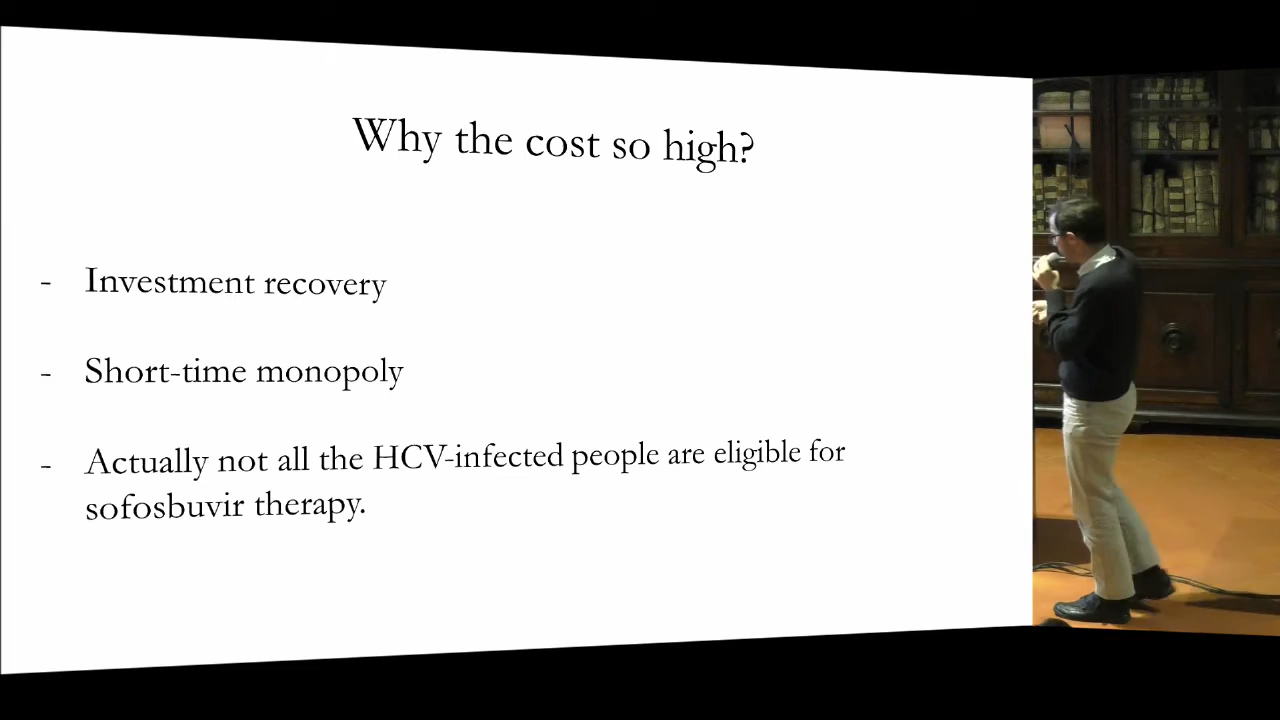 Why the cost so high?
- Investment recovery
- Short-time monopoly
- Actually not all the HCV-infected people are eligible for
sofosbuvir therapy.